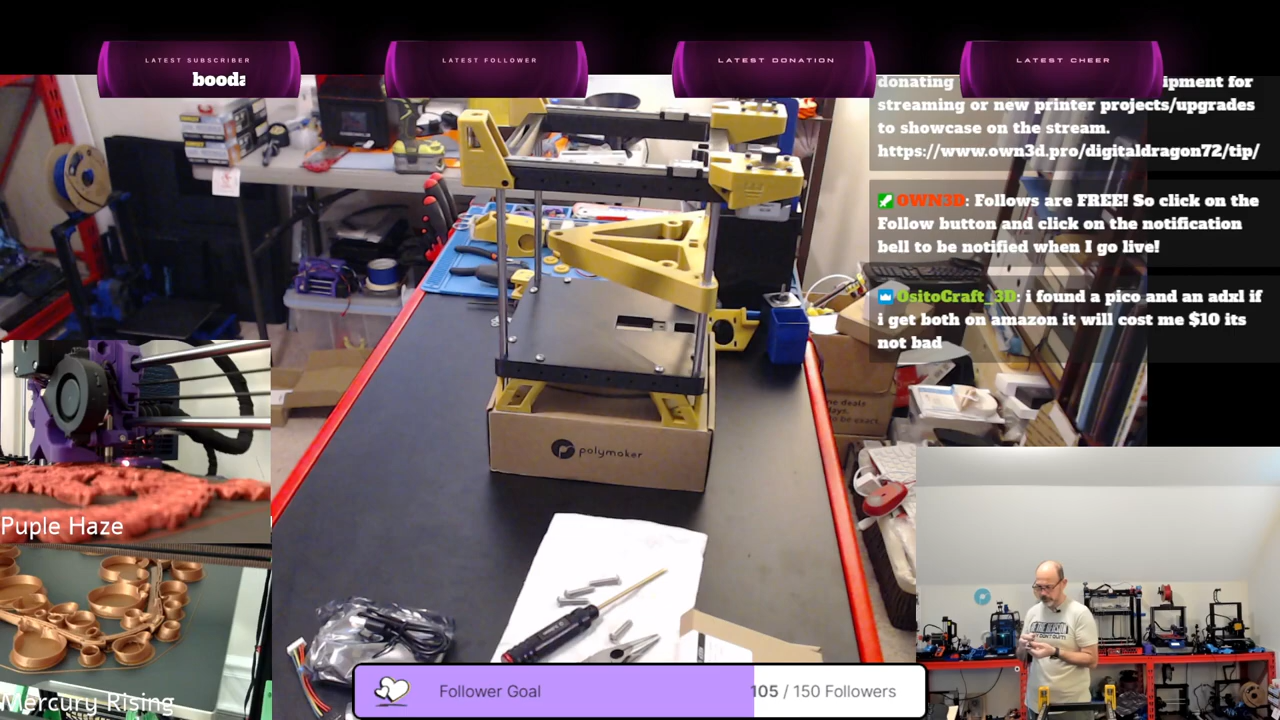 LATEST SUBSCRIBER
booda
LATEST FOLLOWER
LATEST DONATION
LATEST CHEER
donating ipment for
streaming or new printer projects/upgrades
to showcase on the stream.
https://www.own3d.pro/digitaldragon72/tip/
OWN3D: Follows are FREE! So click on the
Follow button and click on the notification
bell to be notified when I go live!
OsitoCraft_3D: i found a pico and an adxl if
i get both on amazon it will cost me $10 its
not bad
polymaker
Puple Haze
Mercury Rising
Follower Goal
105 / 150 Followers